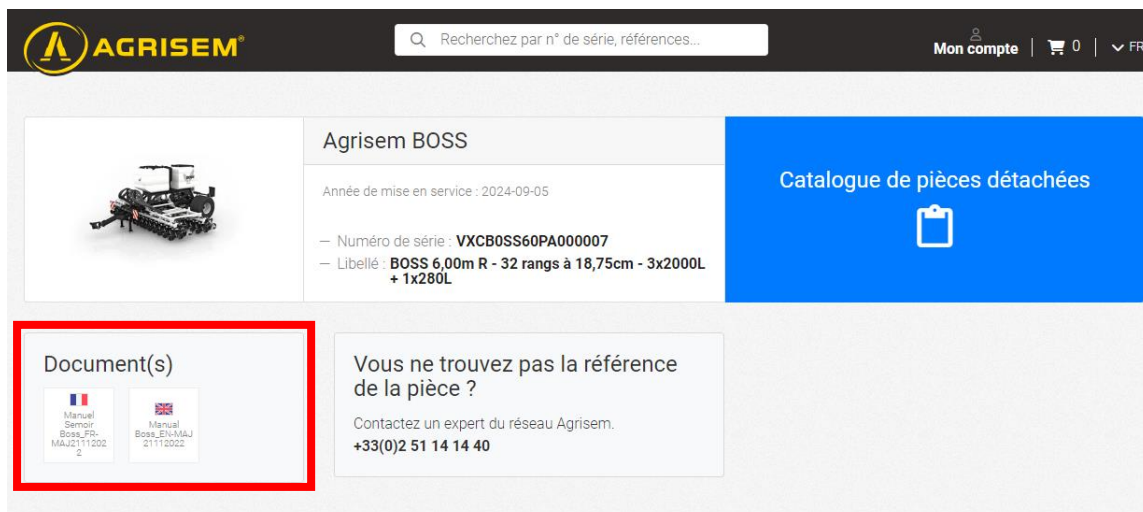 AGRISEM®
Recherchez par n° de série, références...
Mon compte
0
FR
Agrisem BOSS
Année de mise en service : 2024-09-05
— Numéro de série : VXCB0SS60PA000007
— Libellé : BOSS 6,00m R - 32 rangs à 18,75cm - 3x2000L
+ 1x280L
Catalogue de pièces détachées
Document(s)
Manuel
Semoir
Boss_FR-
MAJ2111202
2
Manual
Boss_EN-MAJ
21112022
Vous ne trouvez pas la référence
de la pièce ?
Contactez un expert du réseau Agrisem.
+33(0)2 51 14 14 40